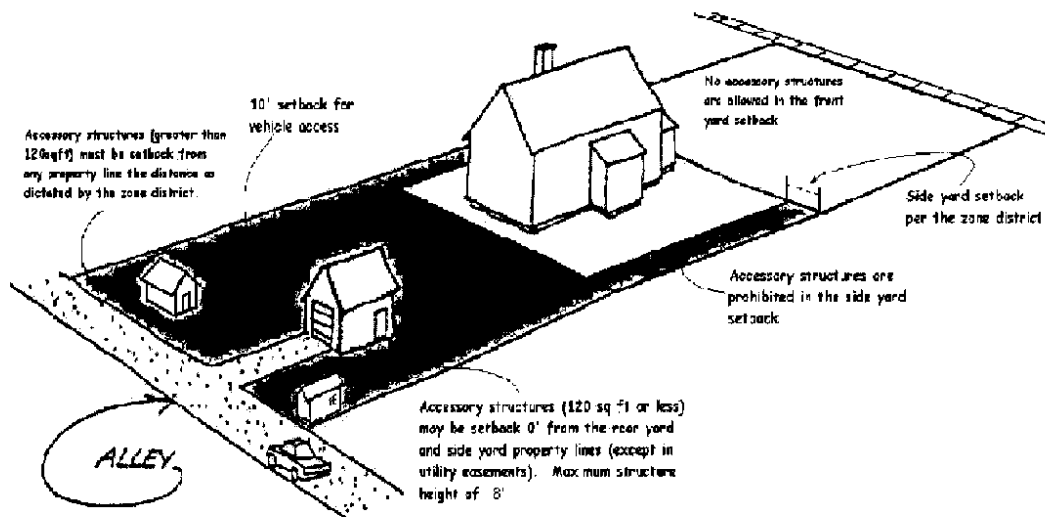 10' setback for
vehicle access
Accessory structures (greater than
120sqft) must be setback from
any property line the distance as
dictated by the zone district.
No accessory structures
are allowed in the front
yard setback
Side yard setback
per the zone district
Accessory structures are
prohibited in the side yard
setback
Accessory structures (120 sq ft or less)
may be setback 0' from the rear yard
and side yard property lines (except in
utility easements). Maximum structure
height of 8'
ALLEY